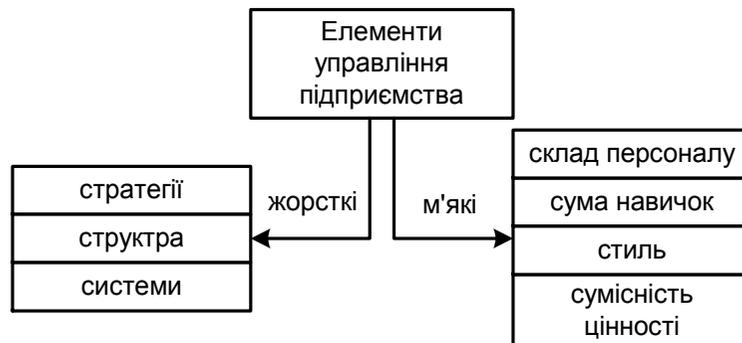 Елементи
управління
підприємства
жорсткі
м'які
стратегії
структра
системи
склад персоналу
сума навичок
стиль
сумісність
цінності